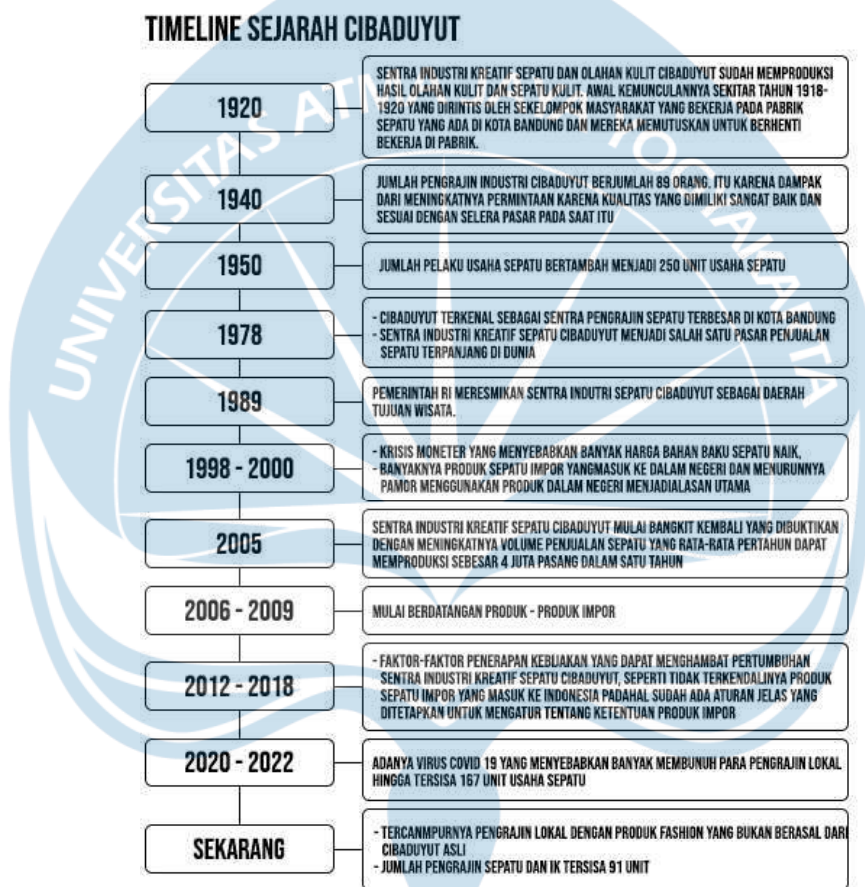 TIMELINE SEJARAH CIBADUYUT
1920
SENTRA INDUSTRI KREATIF SEPATU DAN OLAHAN KULIT CIBADUYUT SUDAH MEMPRODUKSI
HASIL OLAHAN KULIT DAN SEPATU KULIT. AWAL KEMUNCULANNYA SEKITAR TAHUN 1918-
1920 YANG DIRINTIS OLEH SEKELOMPOK MASYARAKAT YANG BEKERJA PADA PABRIK
SEPATU YANG ADA DI KOTA BANDUNG DAN MEREKA MEMUTUSKAN UNTUK BERHENTI
BEKERJA DI PABRIK.
1940
JUMLAH PENGRAJIN INDUSTRI CIBADUYUT BERJUMLAH 89 ORANG. ITU KARENA DAMPAK
DARI MENINGKATNYA PERMINTAAN KARENA KUALITAS YANG DIMILIKI SANGAT BAIK DAN
SESUAI DENGAN SELERA PASAR PADA SAAT ITU
1950
JUMLAH PELAKU USAHA SEPATU BERTAMBAH MENJADI 250 UNIT USAHA SEPATU
1978
- CIBADUYUT TERKENAL SEBAGAI SENTRA PENGRAJIN SEPATU TERBESAR DI KOTA BANDUNG
- SENTRA INDUSTRI KREATIF SEPATU CIBADUYUT MENJADI SALAH SATU PASAR PENJUALAN
SEPATU TERPANJANG DI DUNIA
1989
PEMERINTAH RI MERESMIKAN SENTRA INDUTRI SEPATU CIBADUYUT SEBAGAI DAERAH
TUJUAN WISATA.
1998 - 2000
- KRISIS MONETER YANG MENYEBABKAN BANYAK HARGA BAHAN BAKU SEPATU NAIK,
- BANYAKNYA PRODUK SEPATU IMPOR YANGMASUK KE DALAM NEGERI DAN MENURUNNYA
PAMOR MENGGUNAKAN PRODUK DALAM NEGERI MENJADIALASAN UTAMA
2005
SENTRA INDUSTRI KREATIF SEPATU CIBADUYUT MULAI BANGKIT KEMBALI YANG DIBUKTIKAN
DENGAN MENINGKATNYA VOLUME PENJUALAN SEPATU YANG RATA-RATA PERTAHUN DAPAT
MEMPRODUKSI SEBESAR 4 JUTA PASANG DALAM SATU TAHUN
2006 - 2009
MULAI BERDATANGAN PRODUK - PRODUK IMPOR
2012 - 2018
- FAKTOR-FAKTOR PENERAPAN KEBIJAKAN YANG DAPAT MENGHAMBAT PERTUMBUHAN
SENTRA INDUSTRI KREATIF SEPATU CIBADUYUT, SEPERTI TIDAK TERKENDALINYA PRODUK
SEPATU IMPOR YANG MASUK KE INDONESIA PADAHAL SUDAH ADA ATURAN JELAS YANG
DITETAPKAN UNTUK MENGATUR TENTANG KETENTUAN PRODUK IMPOR
2020 - 2022
ADANYA VIRUS COVID 19 YANG MENYEBABKAN BANYAK MEMBUNUH PARA PENGRAJIN LOKAL
HINGGA TERSISA 167 UNIT USAHA SEPATU
SEKARANG
- TERCANMPURNYA PENGRAJIN LOKAL DENGAN PRODUK FASHION YANG BUKAN BERASAL DARI
CIBADUYUT ASLI
- JUMLAH PENGRAJIN SEPATU DAN IK TERSISA 91 UNIT
UNIVERSITAS ATMA YOGYAKARTA